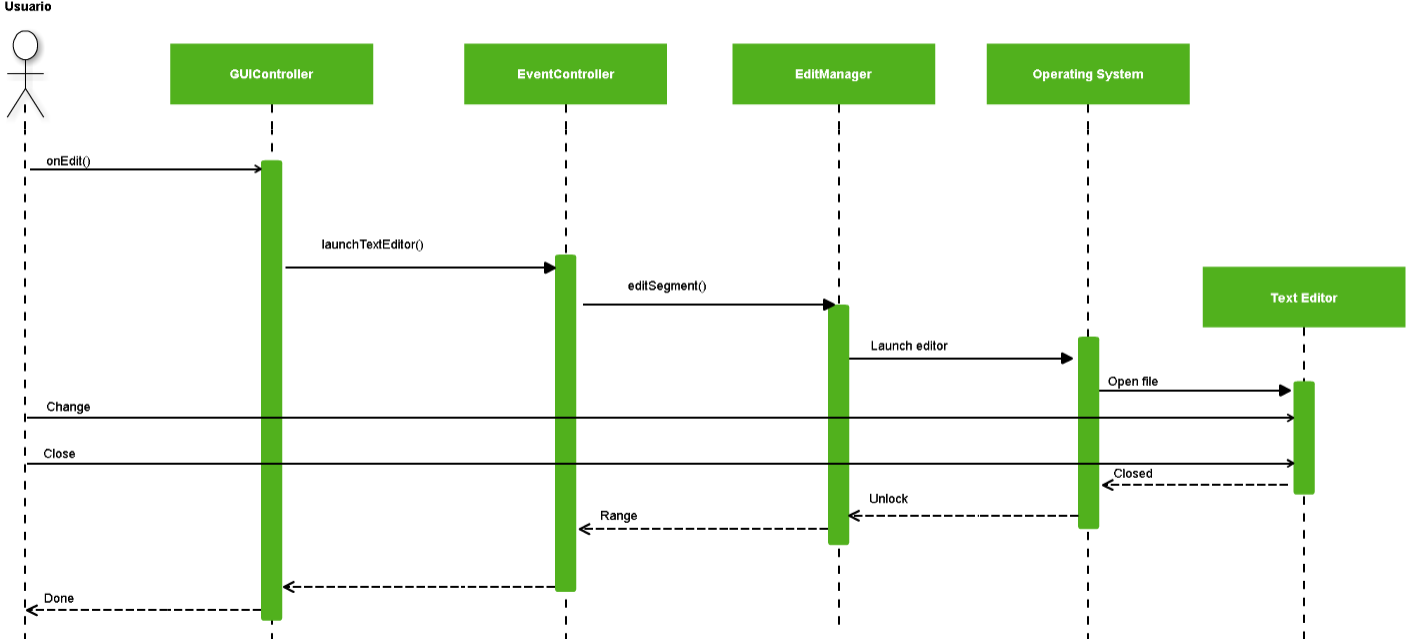 Usuario
GUIController
EventController
EditManager
Operating System
onEdit()
launchTextEditor()
editSegment()
Text Editor
Launch editor
Open file
Change
Close
Closed
Unlock
Range
Done